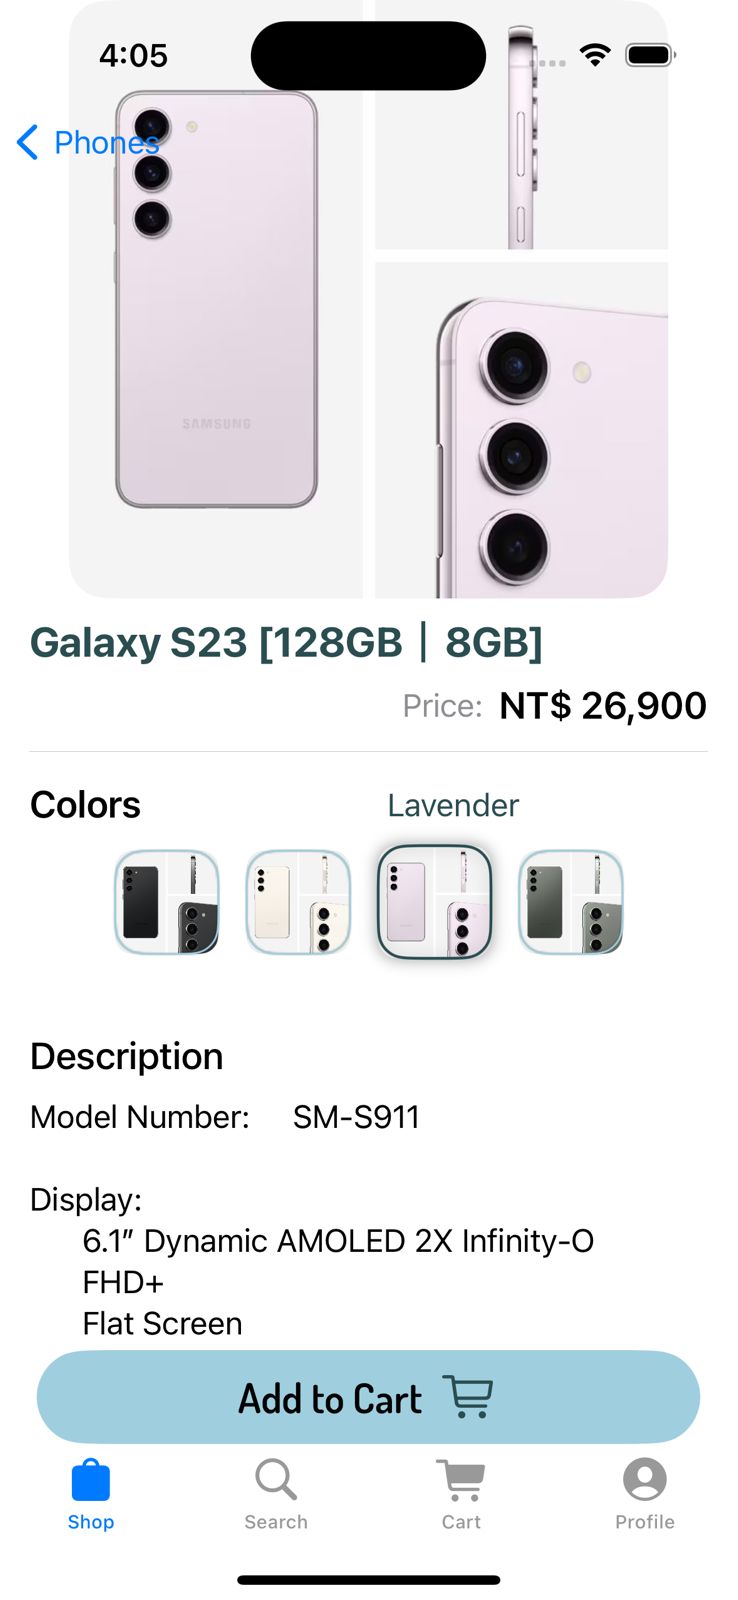 4:05
Phones
SAMSUNG
Galaxy S23 [128GB | 8GB]
Price: NT$ 26,900
Colors Lavender
Description
Model Number: SM-S911
Display:
6.1″ Dynamic AMOLED 2X Infinity-O
FHD+
Flat Screen
Add to Cart
Shop Search Cart Profile